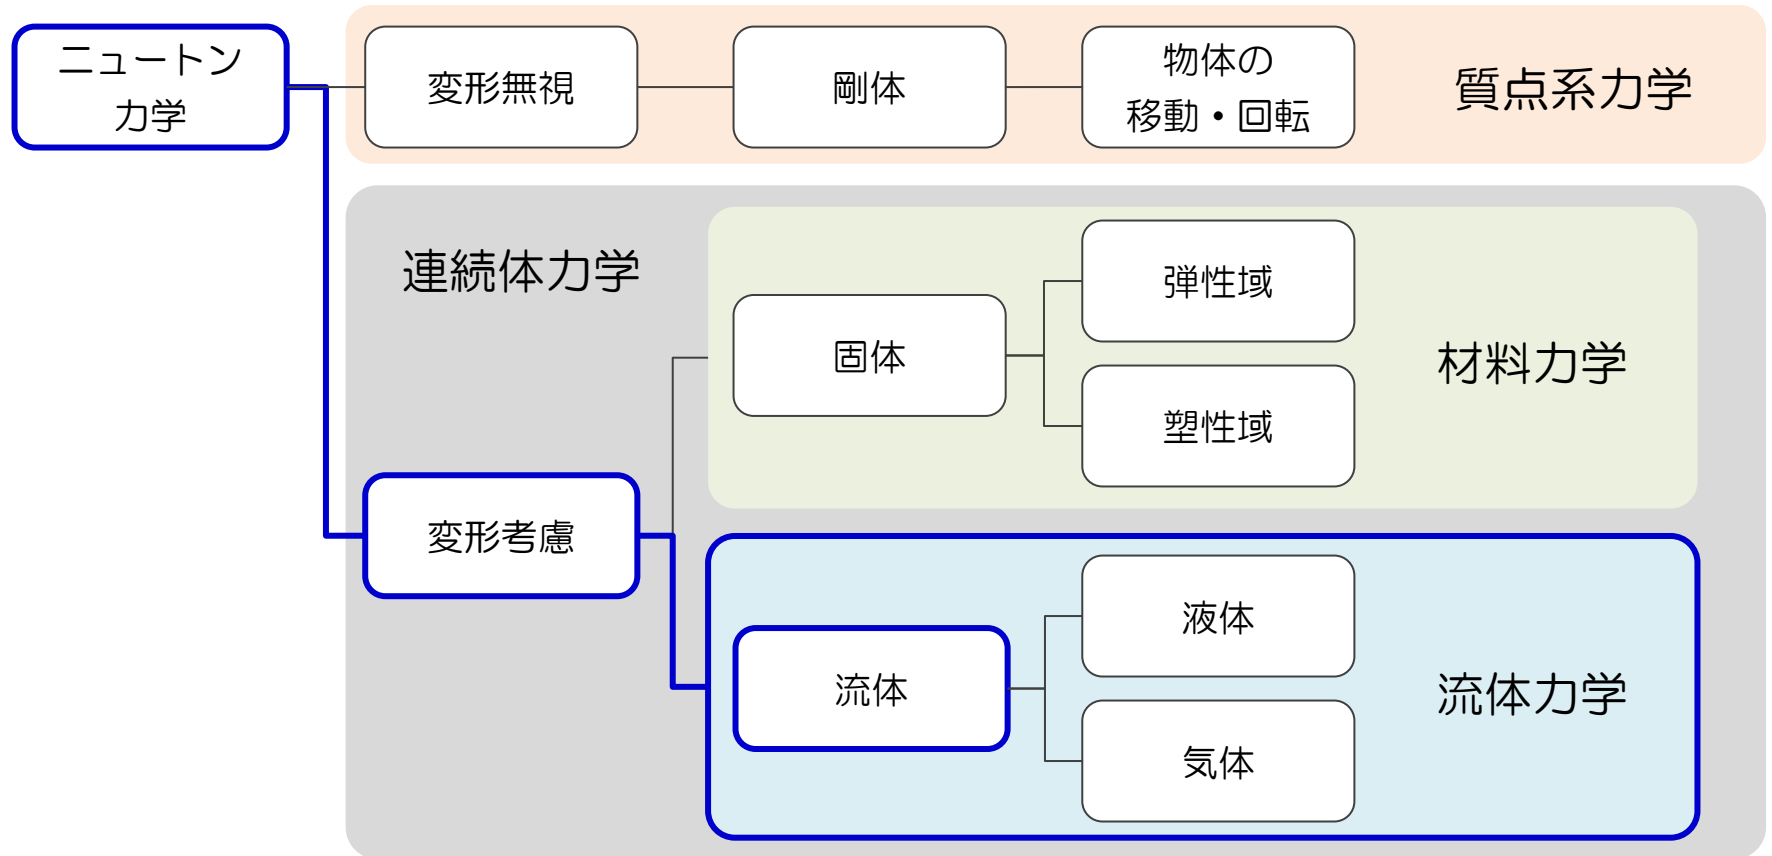 ニュートン
力学
変形無視
剛体
物体の
移動・回転
質点系力学
連続体力学
固体
弾性域
塑性域
材料力学
変形考慮
流体
液体
気体
流体力学